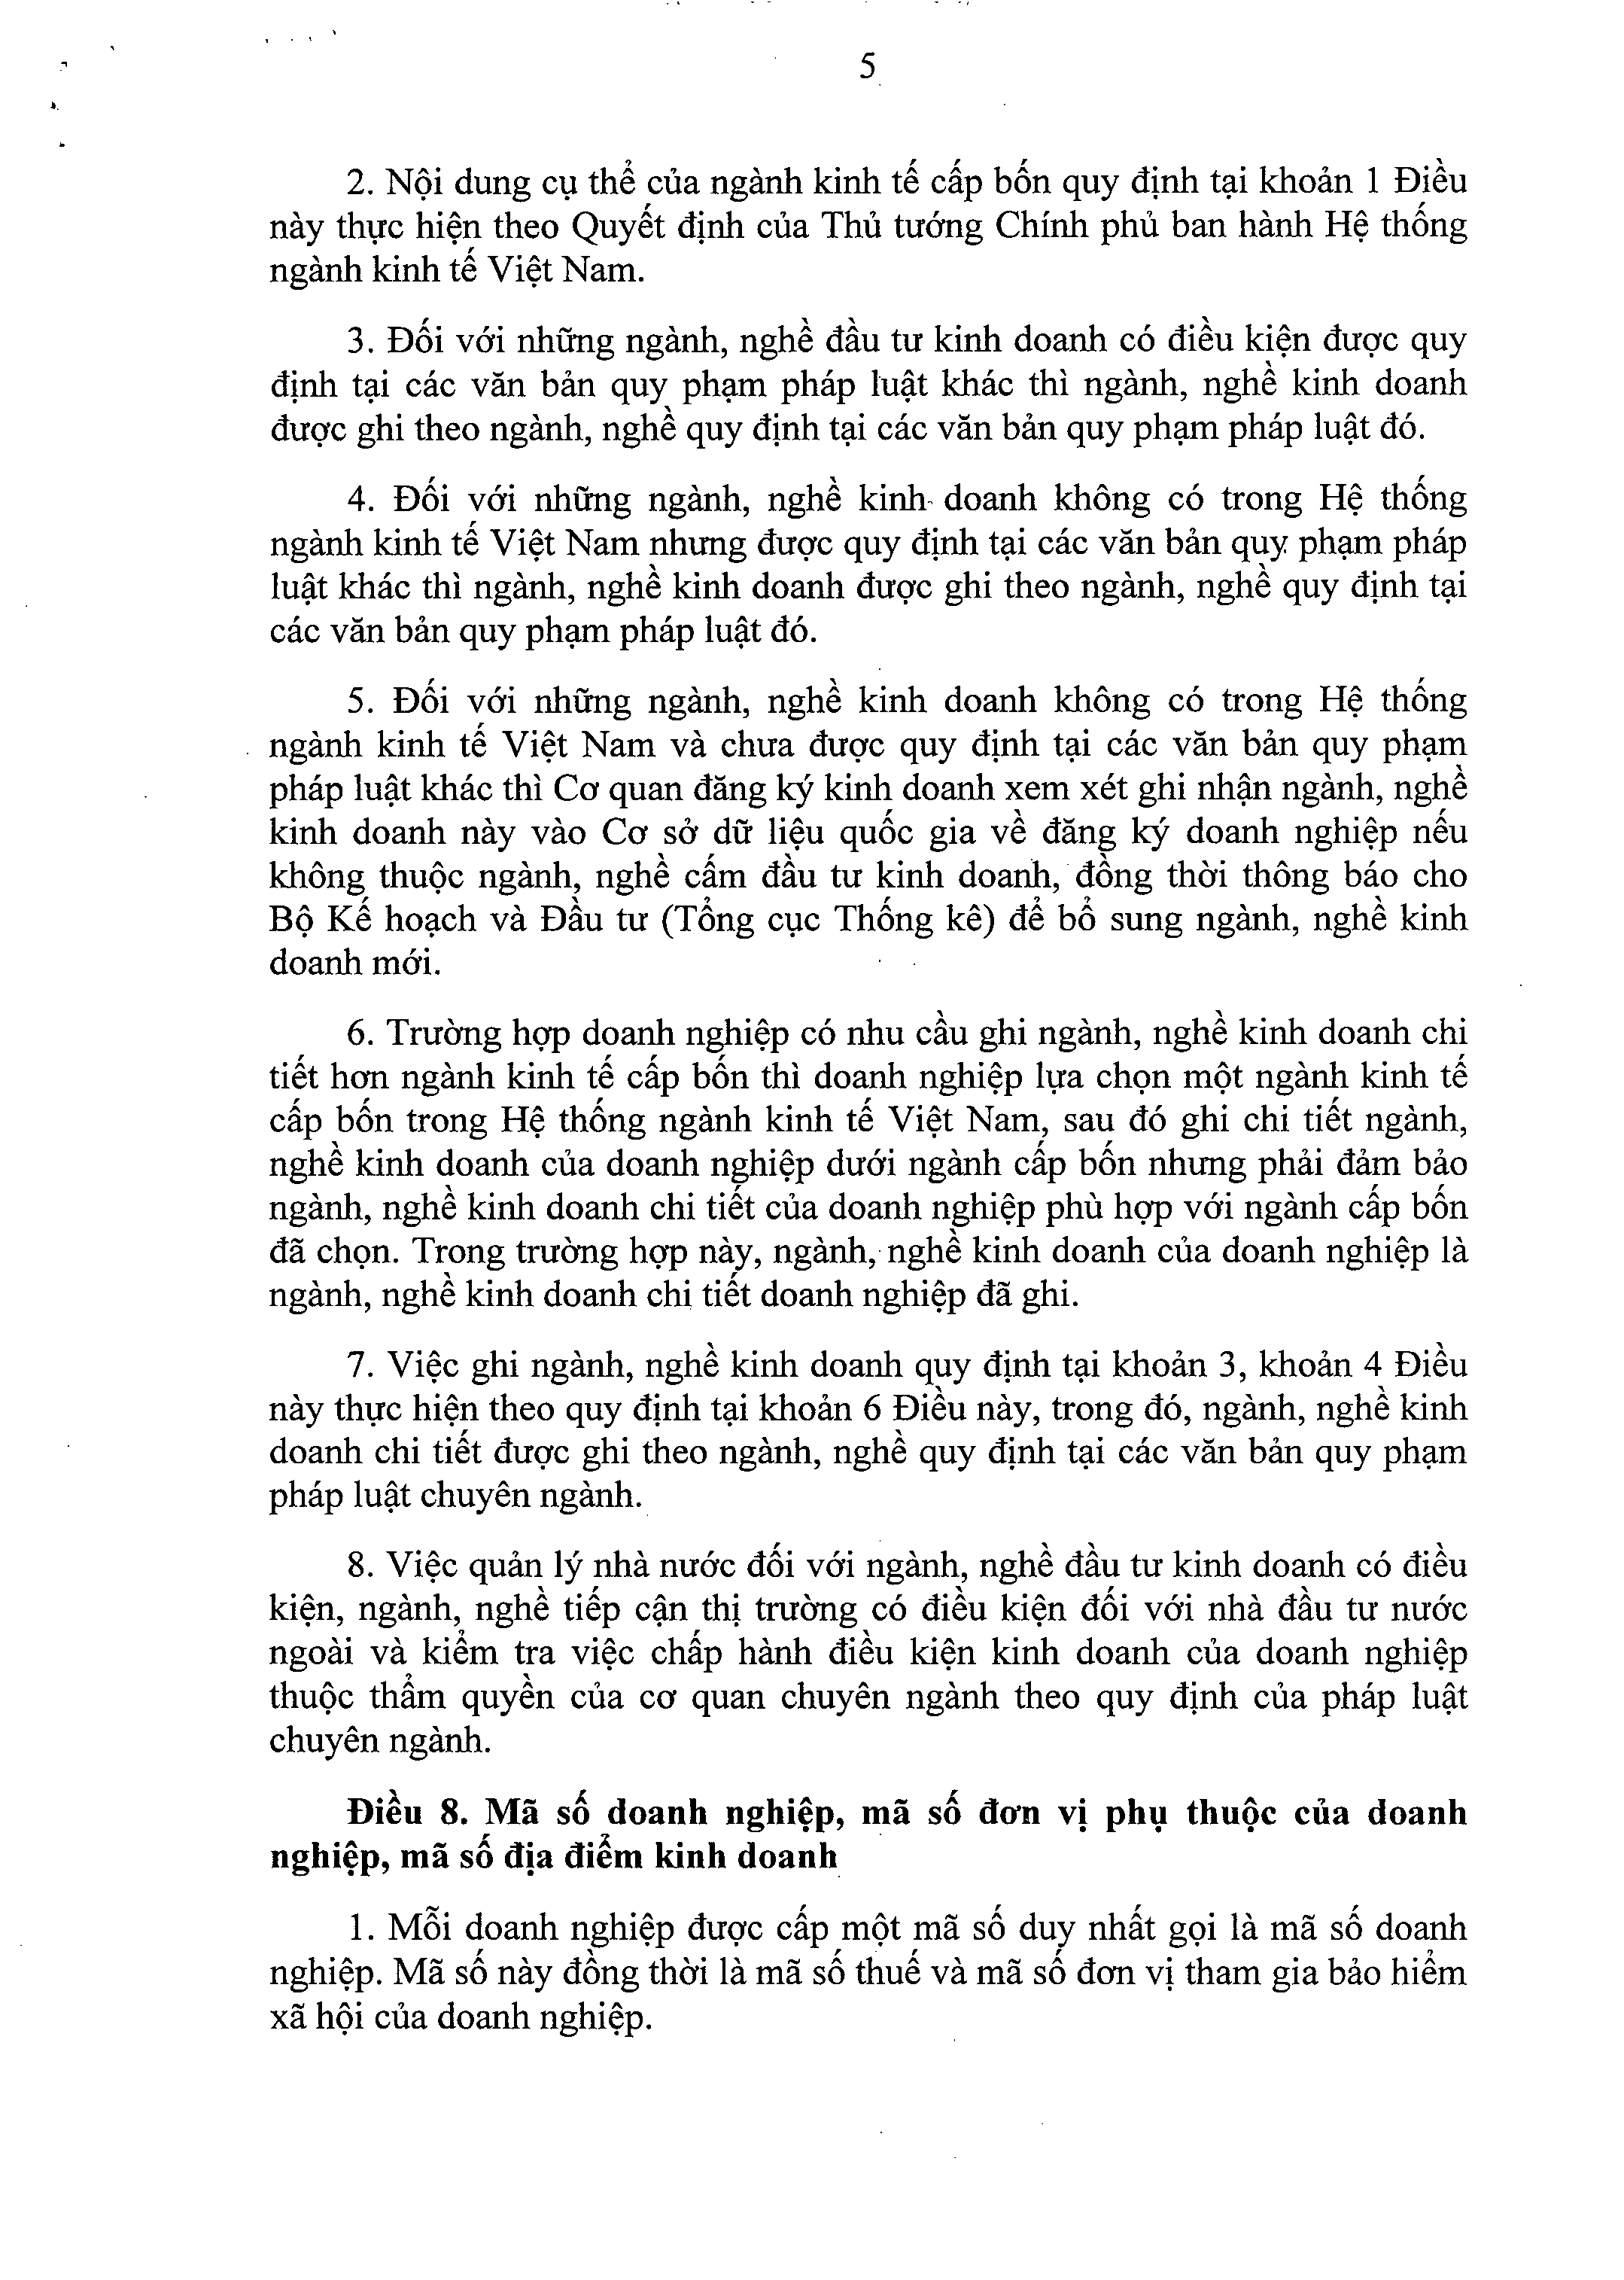 5
2. Nội dung cụ thể của ngành kinh tế cấp bốn quy định tại khoản 1 Điều
này thực hiện theo Quyết định của Thủ tướng Chính phủ ban hành Hệ thống
ngành kinh tế Việt Nam.
3. Đối với những ngành, nghề đầu tư kinh doanh có điều kiện được quy
định tại các văn bản quy phạm pháp luật khác thì ngành, nghề kinh doanh
được ghi theo ngành, nghề quy định tại các văn bản quy phạm pháp luật đó.
4. Đối với những ngành, nghề kinh doanh không có trong Hệ thống
ngành kinh tế Việt Nam nhưng được quy định tại các văn bản quy phạm pháp
luật khác thì ngành, nghề kinh doanh được ghi theo ngành, nghề quy định tại
các văn bản quy phạm pháp luật đó.
5. Đối với những ngành, nghề kinh doanh không có trong Hệ thống
ngành kinh tế Việt Nam và chưa được quy định tại các văn bản quy phạm
pháp luật khác thì Cơ quan đăng ký kinh doanh xem xét ghi nhận ngành, nghề
kinh doanh này vào Cơ sở dữ liệu quốc gia về đăng ký doanh nghiệp nếu
không thuộc ngành, nghề cấm đầu tư kinh doanh, đồng thời thông báo cho
Bộ Kế hoạch và Đầu tư (Tổng cục Thống kê) để bổ sung ngành, nghề kinh
doanh mới.
6. Trường hợp doanh nghiệp có nhu cầu ghi ngành, nghề kinh doanh chi
tiết hơn ngành kinh tế cấp bốn thì doanh nghiệp lựa chọn một ngành kinh tế
cấp bốn trong Hệ thống ngành kinh tế Việt Nam, sau đó ghi chi tiết ngành,
nghề kinh doanh của doanh nghiệp dưới ngành cấp bốn nhưng phải đảm bảo
ngành, nghề kinh doanh chi tiết của doanh nghiệp phù hợp với ngành cấp bốn
đã chọn. Trong trường hợp này, ngành, nghề kinh doanh của doanh nghiệp là
ngành, nghề kinh doanh chi tiết doanh nghiệp đã ghi.
7. Việc ghi ngành, nghề kinh doanh quy định tại khoản 3, khoản 4 Điều
này thực hiện theo quy định tại khoản 6 Điều này, trong đó, ngành, nghề kinh
doanh chi tiết được ghi theo ngành, nghề quy định tại các văn bản quy phạm
pháp luật chuyên ngành.
8. Việc quản lý nhà nước đối với ngành, nghề đầu tư kinh doanh có điều
kiện, ngành, nghề tiếp cận thị trường có điều kiện đối với nhà đầu tư nước
ngoài và kiểm tra việc chấp hành điều kiện kinh doanh của doanh nghiệp
thuộc thẩm quyền của cơ quan chuyên ngành theo quy định của pháp luật
chuyên ngành.
Điều 8. Mã số doanh nghiệp, mã số đơn vị phụ thuộc của doanh
nghiệp, mã số địa điểm kinh doanh
1. Mỗi doanh nghiệp được cấp một mã số duy nhất gọi là mã số doanh
nghiệp. Mã số này đồng thời là mã số thuế và mã số đơn vị tham gia bảo hiểm
xã hội của doanh nghiệp.